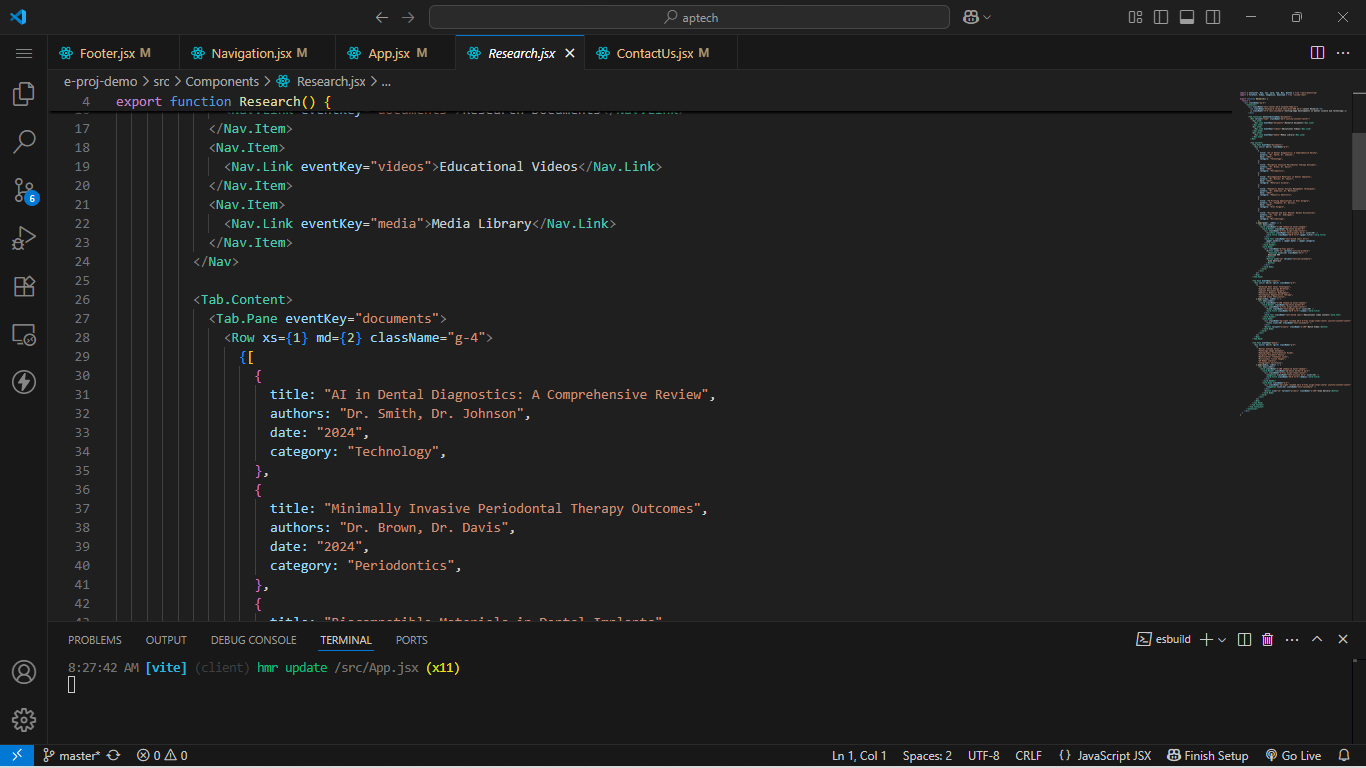 aptech
Footer.jsx M
Navigation.jsx M
App.jsx M
Research.jsx
ContactUs.jsx M
e-proj-demo > src > Components > Research.jsx > ...
4 export function Research() {
17 </Nav.Item>
18 <Nav.Item>
19 <Nav.Link eventKey="videos">Educational Videos</Nav.Link>
20 </Nav.Item>
21 <Nav.Item>
22 <Nav.Link eventKey="media">Media Library</Nav.Link>
23 </Nav.Item>
24 </Nav>
25
26 <Tab.Content>
27 <Tab.Pane eventKey="documents">
28 <Row xs={1} md={2} className="g-4">
29 {[
30 {
31 title: "AI in Dental Diagnostics: A Comprehensive Review",
32 authors: "Dr. Smith, Dr. Johnson",
33 date: "2024",
34 category: "Technology",
35 },
36 {
37 title: "Minimally Invasive Periodontal Therapy Outcomes",
38 authors: "Dr. Brown, Dr. Davis",
39 date: "2024",
40 category: "Periodontics",
41 },
42 {
title: "Biocompatible Materials in Dental Implants"
PROBLEMS OUTPUT DEBUG CONSOLE TERMINAL PORTS
esbuild
8:27:42 AM [vite] (client) hmr update /src/App.jsx (x11)
6
master* 0 0 Ln 1, Col 1 Spaces: 2 UTF-8 CRLF {} JavaScript JSX Finish Setup Go Live